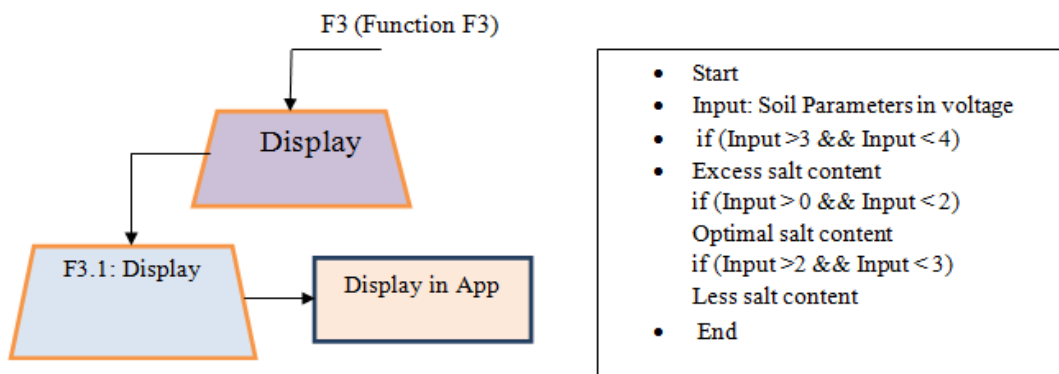 F3 (Function F3)
Display
F3.1: Display
Display in App
• Start
• Input: Soil Parameters in voltage
• if (Input >3 && Input < 4)
• Excess salt content
if (Input > 0 && Input < 2)
Optimal salt content
if (Input >2 && Input < 3)
Less salt content
• End